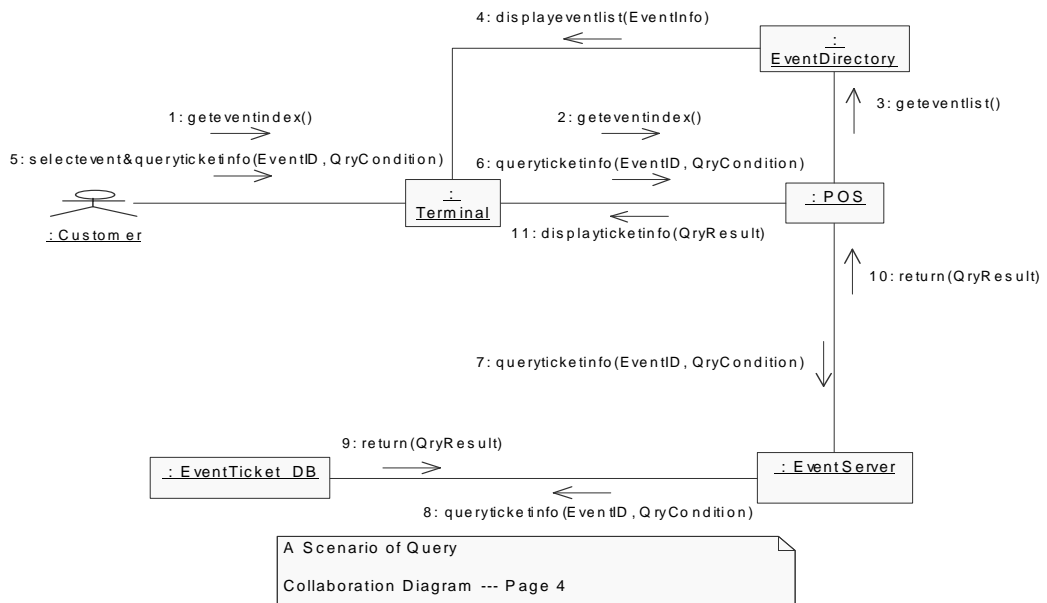 4: displayeventlist(EventInfo)
:
EventDirectory
3: geteventlist()
1: geteventindex()
2: geteventindex()
5: selectevent&queryticketinfo(EventID, QryCondition)
6: queryticketinfo(EventID, QryCondition)
: Customer
:
Terminal
: POS
11: displayticketinfo(QryResult)
10: return(QryResult)
7: queryticketinfo(EventID, QryCondition)
9: return(QryResult)
: EventTicket_DB
: EventServer
8: queryticketinfo(EventID, QryCondition)
A Scenario of Query
Collaboration Diagram --- Page 4